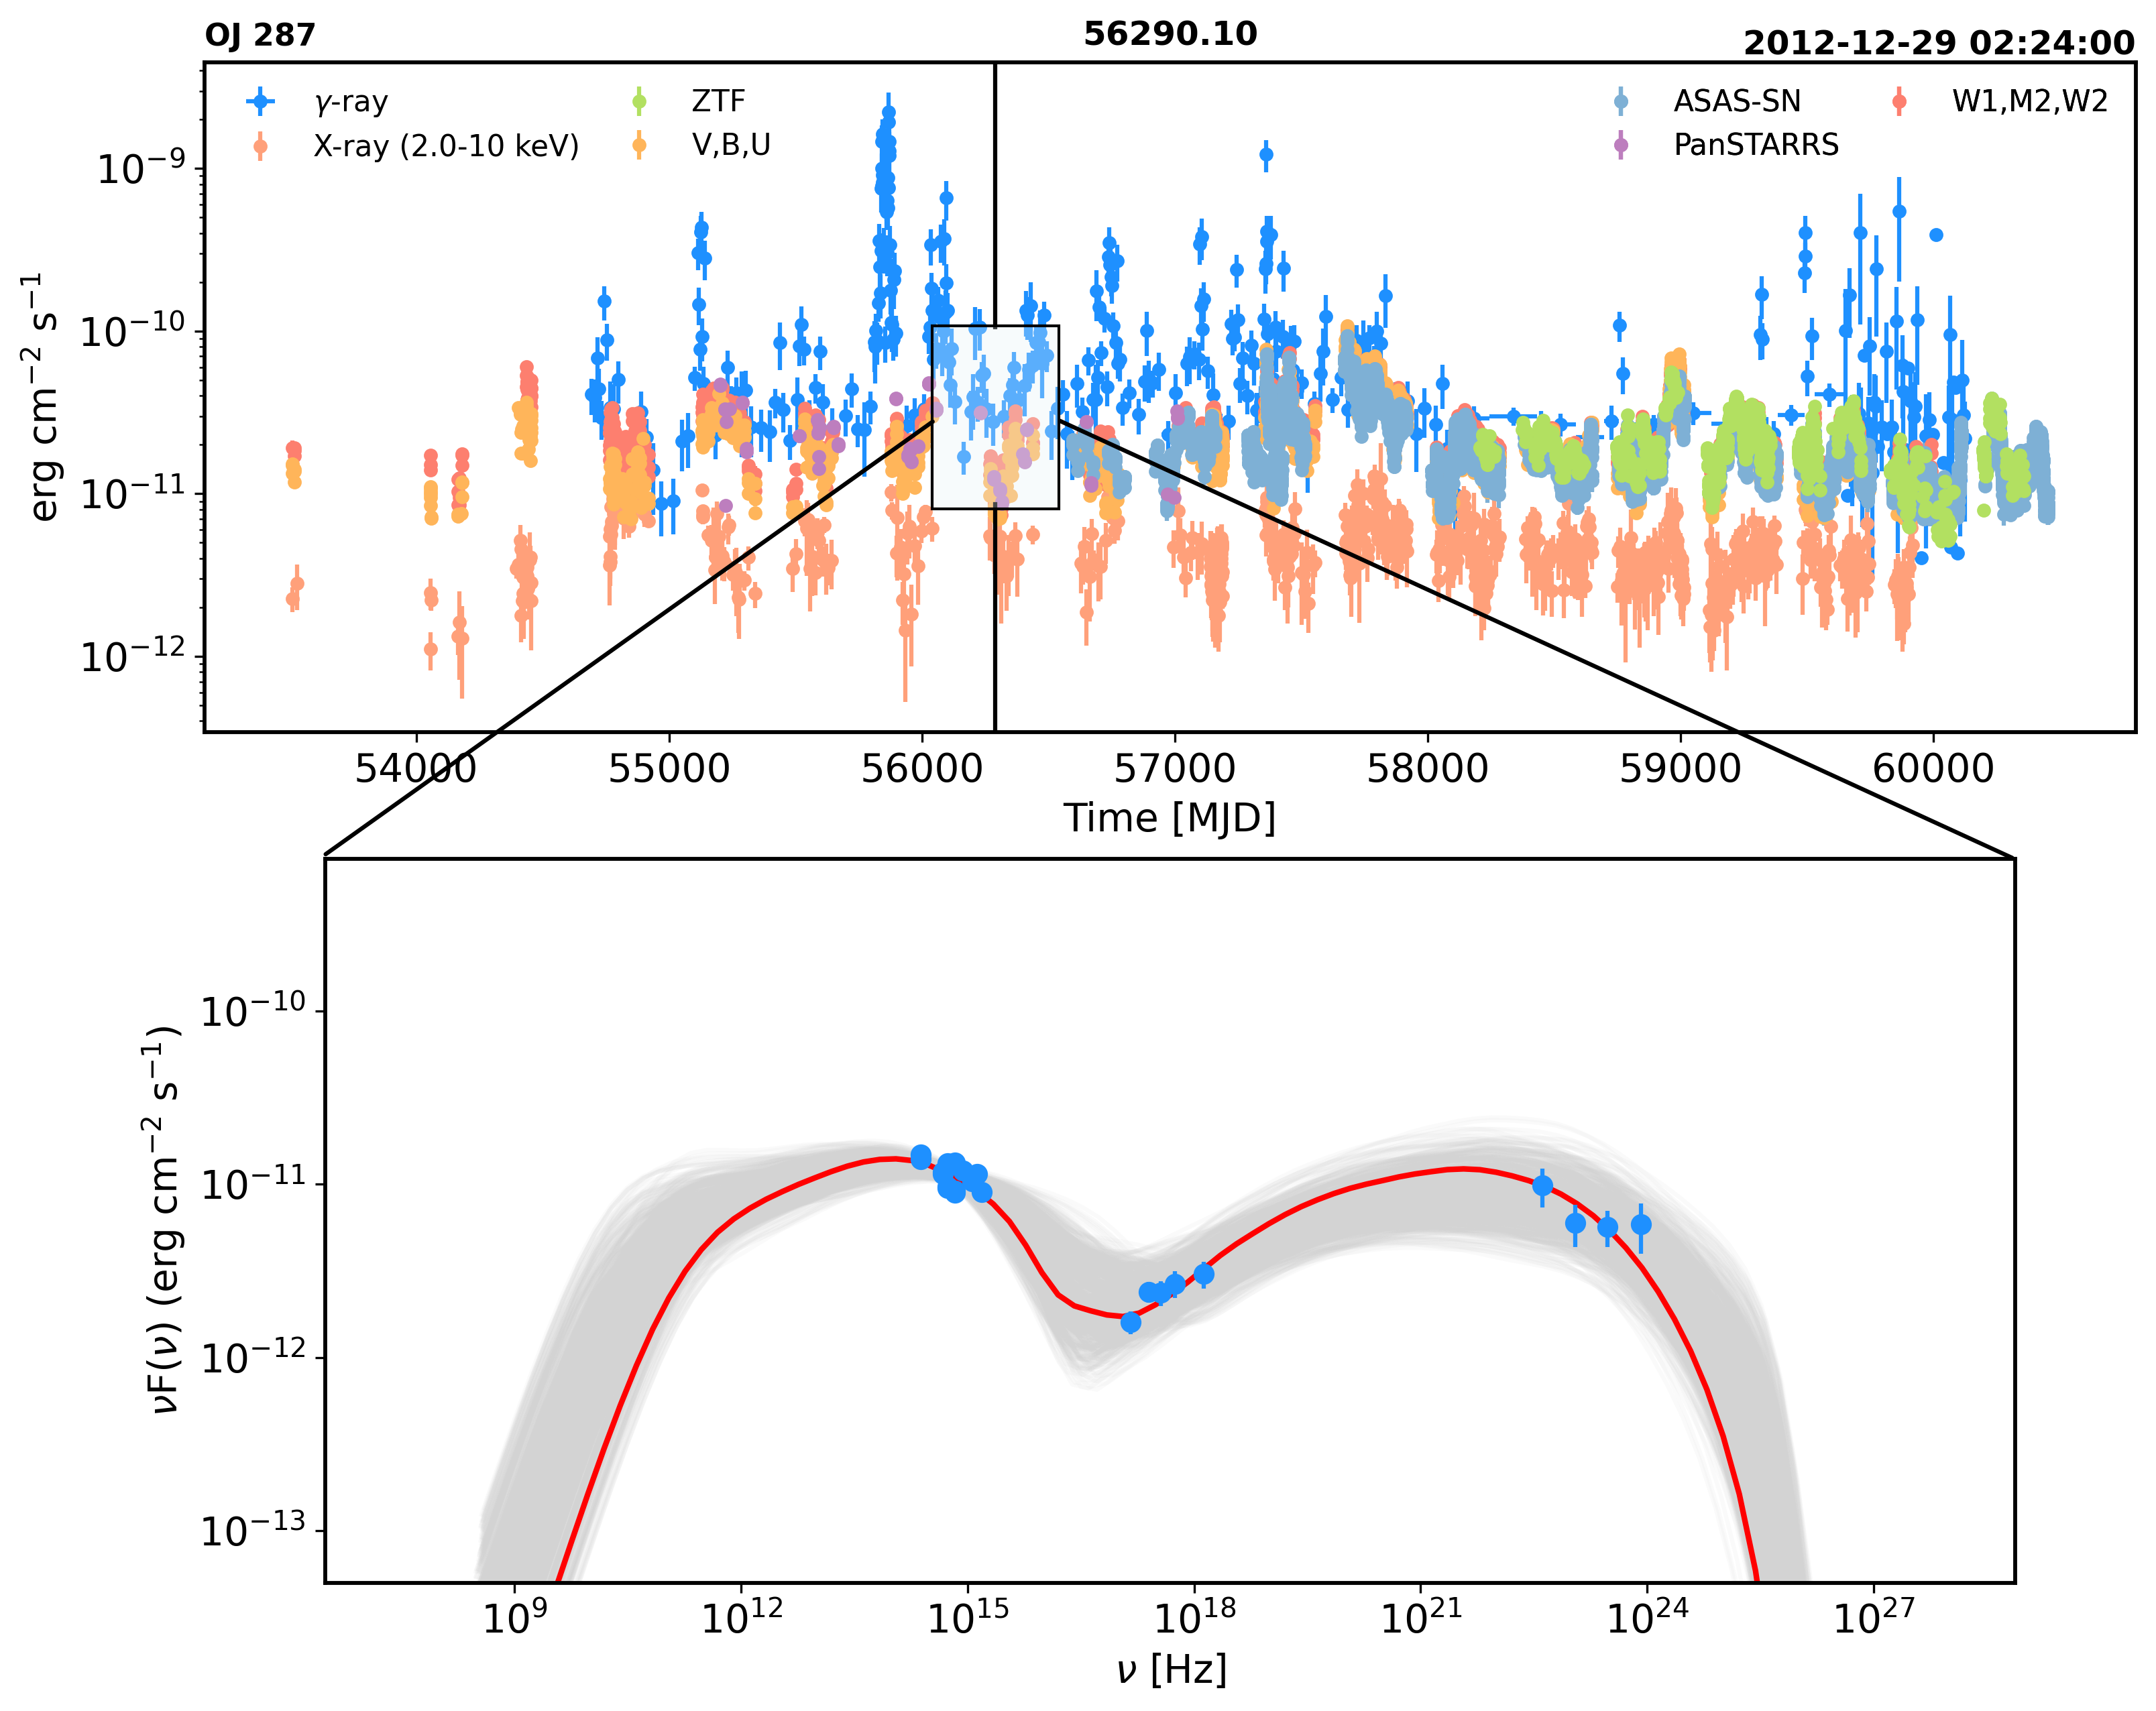 OJ 287 56290.10 2012-12-29 02:24:00
γ-ray ZTF ASAS-SN W1,M2,W2
X-ray (2.0-10 keV) V,B,U PanSTARRS
10⁻⁹
10⁻¹⁰
10⁻¹¹
10⁻¹²
erg cm⁻² s⁻¹
54000 55000 56000 57000 58000 59000 60000
Time [MJD]
10⁻¹⁰
10⁻¹¹
10⁻¹²
10⁻¹³
νF(ν) (erg cm⁻² s⁻¹)
10⁹ 10¹² 10¹⁵ 10¹⁸ 10²¹ 10²⁴ 10²⁷
ν [Hz]